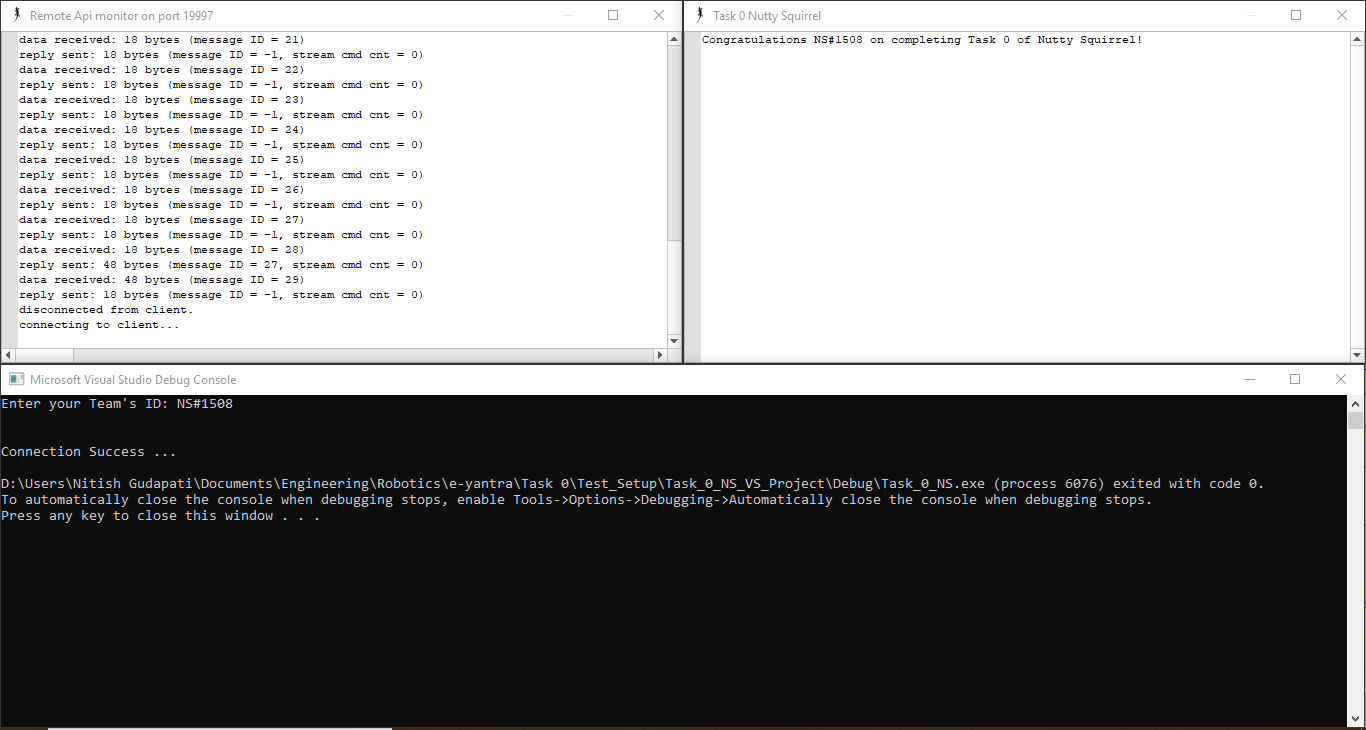 Remote Api monitor on port 19997
data received: 18 bytes (message ID = 21)
reply sent: 18 bytes (message ID = -1, stream cmd cnt = 0)
data received: 18 bytes (message ID = 22)
reply sent: 18 bytes (message ID = -1, stream cmd cnt = 0)
data received: 18 bytes (message ID = 23)
reply sent: 18 bytes (message ID = -1, stream cmd cnt = 0)
data received: 18 bytes (message ID = 24)
reply sent: 18 bytes (message ID = -1, stream cmd cnt = 0)
data received: 18 bytes (message ID = 25)
reply sent: 18 bytes (message ID = -1, stream cmd cnt = 0)
data received: 18 bytes (message ID = 26)
reply sent: 18 bytes (message ID = -1, stream cmd cnt = 0)
data received: 18 bytes (message ID = 27)
reply sent: 18 bytes (message ID = -1, stream cmd cnt = 0)
data received: 18 bytes (message ID = 28)
reply sent: 48 bytes (message ID = 27, stream cmd cnt = 0)
data received: 48 bytes (message ID = 29)
reply sent: 18 bytes (message ID = -1, stream cmd cnt = 0)
disconnected from client.
connecting to client...
Task 0 Nutty Squirrel
Congratulations NS#1508 on completing Task 0 of Nutty Squirrel!
Microsoft Visual Studio Debug Console
Enter your Team's ID: NS#1508
Connection Success ...
D:\Users\Nitish Gudapati\Documents\Engineering\Robotics\e-yantra\Task 0\Test_Setup\Task_0_NS_VS_Project\Debug\Task_0_NS.exe (process 6076) exited with code 0.
To automatically close the console when debugging stops, enable Tools->Options->Debugging->Automatically close the console when debugging stops.
Press any key to close this window . . .